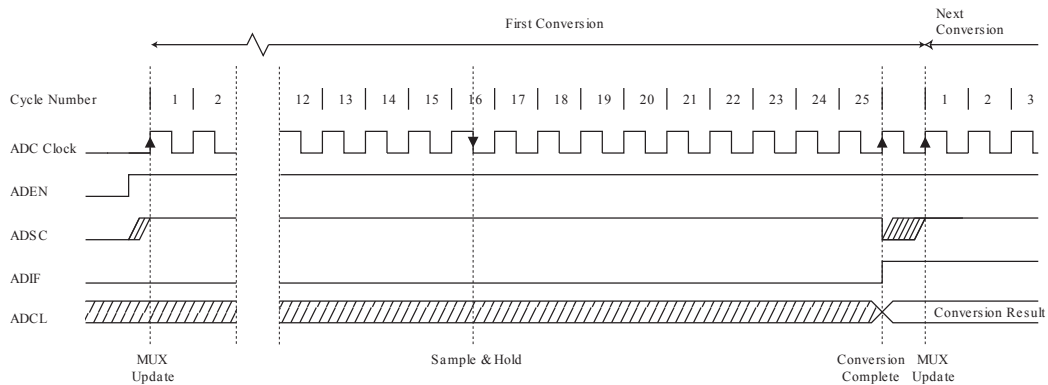 First Conversion
Next
Conversion
Cycle Number 1 2 12 13 14 15 16 17 18 19 20 21 22 23 24 25 1 2 3
ADC Clock
ADEN
ADSC
ADIF
ADCL
Conversion Result
MUX
Update
Sample & Hold
Conversion
Complete
MUX
Update